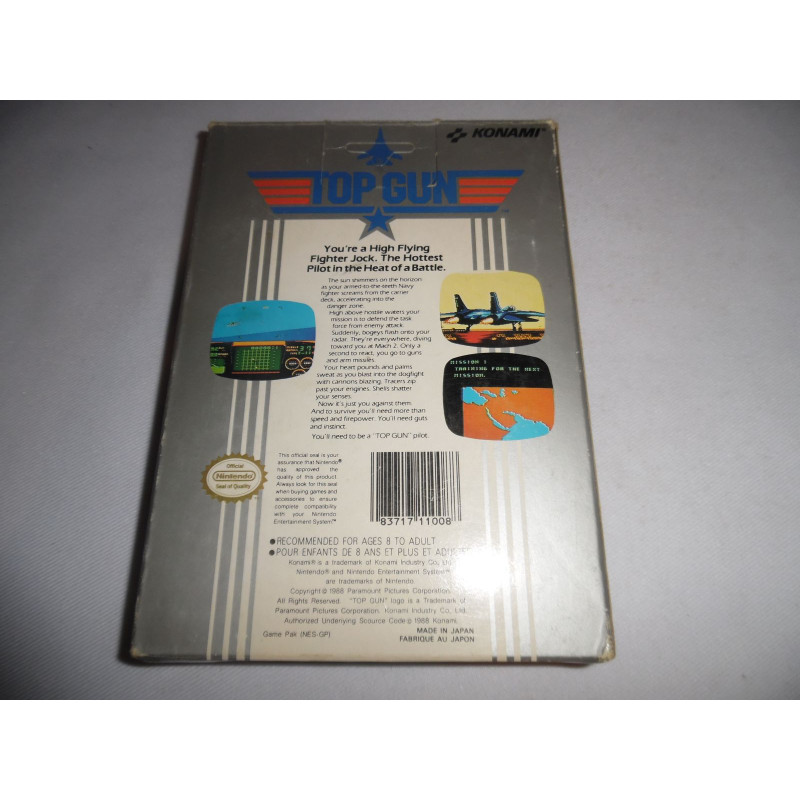 KONAMI™
TOP GUN
You're a High Flying
Fighter Jock. The Hottest
Pilot in the Heat of a Battle.
The sun shimmers on the horizon
as your armed-to-the-teeth Navy
fighter screams from the carrier
deck, accelerating into the
danger zone.
High above hostile waters your
mission is to defend the task
force from enemy attack.
Suddenly, bogeys flash onto your
radar. They're everywhere, diving
toward you at Mach 2. Only a
second to react, you go to guns
and arm missiles.
Your heart pounds and palms
sweat as you blast into the dogfight
with cannons blazing. Tracers zip
past your engines. Shells shatter
your senses.
Now it's just you against them.
And to survive you'll need more than
speed and firepower. You'll need guts
and instinct.
You'll need to be a "TOP GUN" pilot.
MISSION 1
TRAINING FOR THE NEXT
MISSION.
Official
Nintendo
Seal of Quality
This official seal is your
assurance that Nintendo®
has approved the
quality of this product.
Always look for this seal
when buying games and
accessories to ensure
complete compatibility
with your Nintendo
Entertainment System™.
83717 11008
●RECOMMENDED FOR AGES 8 TO ADULT
●POUR ENFANTS DE 8 ANS ET PLUS ET
Konami® is a trademark of Konami Industry Co.,
Nintendo® and Nintendo Entertainment System®
are trademarks of Nintendo.
Copyright © 1988 Paramount Pictures Corporation.
All Rights Reserved. "TOP GUN" logo is a Trademark of
Paramount Pictures Corporation. Konami Industry Co., Ltd.
Authorized Underlying Scource Code p 1988 Konami.
Game Pak (NES-GP)
MADE IN JAPAN
FABRIQUE AU JAPON